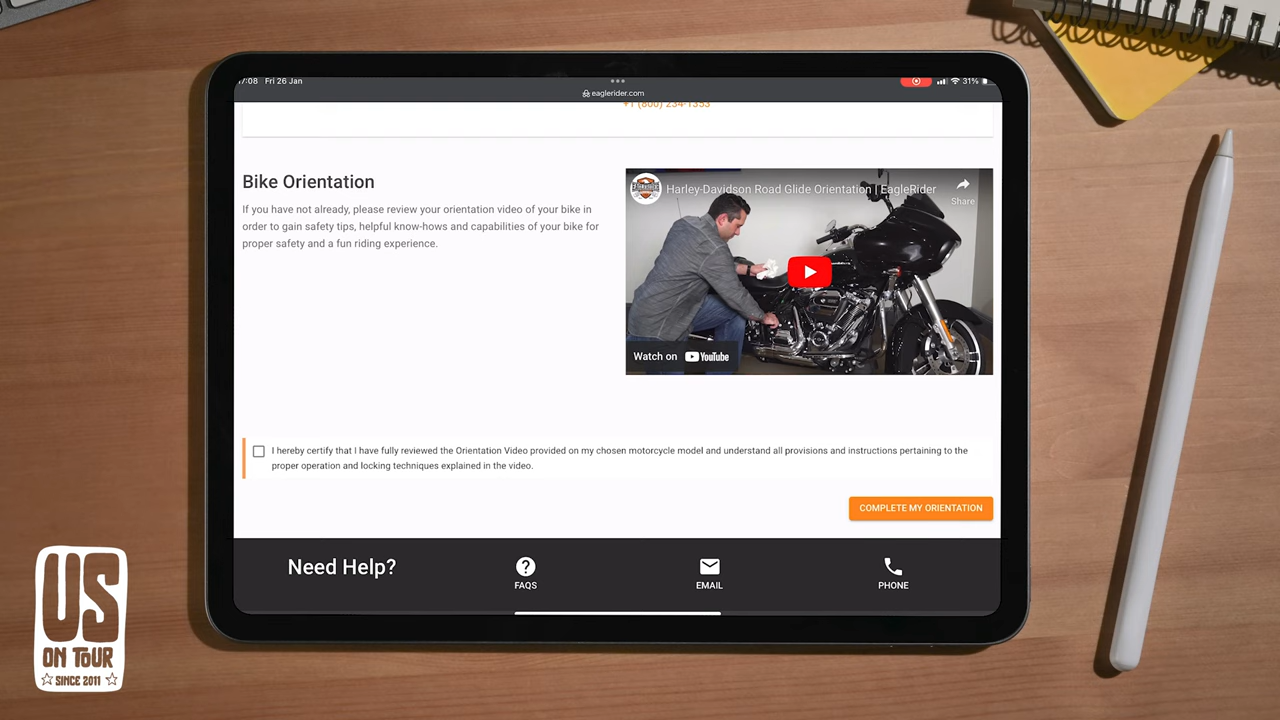 7:08 Fri 26 Jan
31%
eaglerider.com
+1 (800) 234-1353
Bike Orientation
If you have not already, please review your orientation video of your bike in
order to gain safety tips, helpful know-hows and capabilities of your bike for
proper safety and a fun riding experience.
Harley-Davidson Road Glide Orientation | EagleRider
Share
Watch on YouTube
I hereby certify that I have fully reviewed the Orientation Video provided on my chosen motorcycle model and understand all provisions and instructions pertaining to the
proper operation and locking techniques explained in the video.
COMPLETE MY ORIENTATION
Need Help?
FAQS
EMAIL
PHONE
US
ON TOUR
SINCE 2011